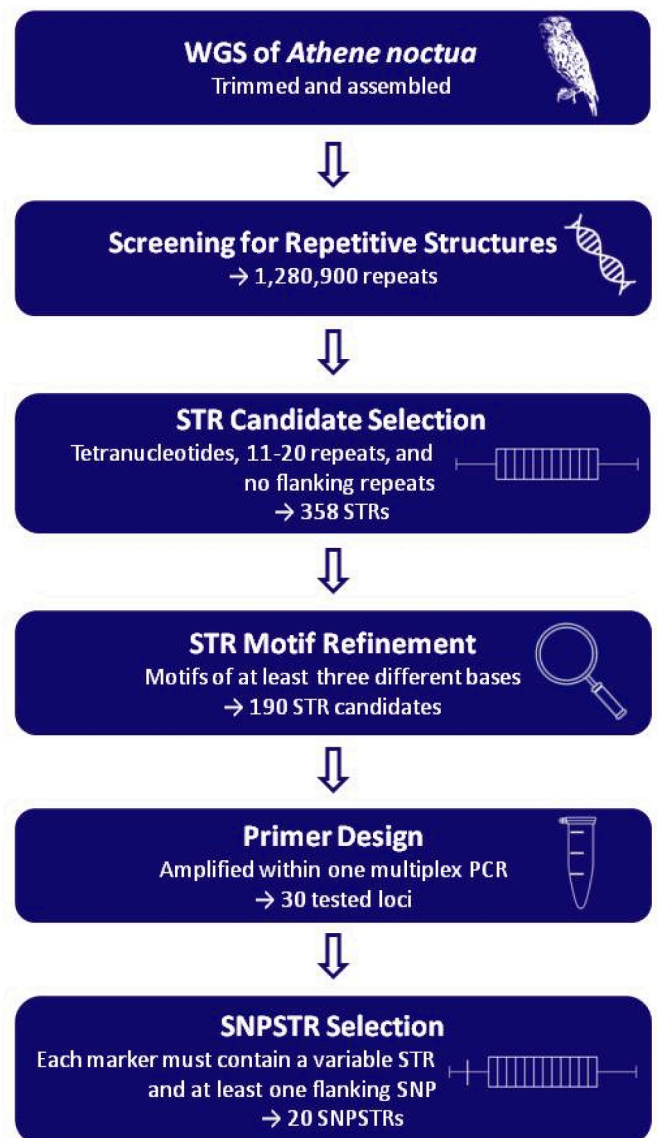 WGS of Athene noctua
Trimmed and assembled
Screening for Repetitive Structures
→ 1,280,900 repeats
STR Candidate Selection
Tetranucleotides, 11-20 repeats, and
no flanking repeats
→ 358 STRs
STR Motif Refinement
Motifs of at least three different bases
→ 190 STR candidates
Primer Design
Amplified within one multiplex PCR
→ 30 tested loci
SNPSTR Selection
Each marker must contain a variable STR
and at least one flanking SNP
→ 20 SNPSTRs